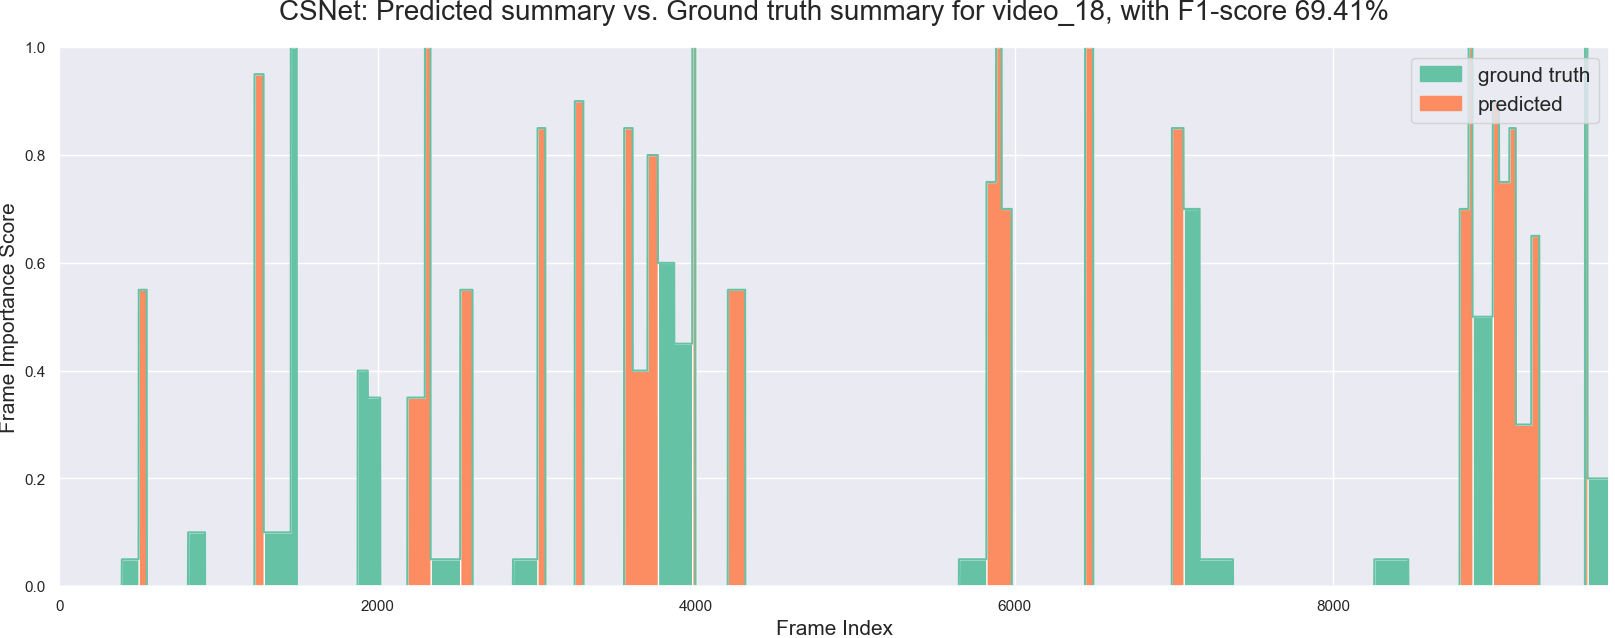 CSNet: Predicted summary vs. Ground truth summary for video_18, with F1-score 69.41%
ground truth
predicted
Frame Importance Score
1.0
0.8
0.6
0.4
0.2
0.0
0 2000 4000 6000 8000
Frame Index